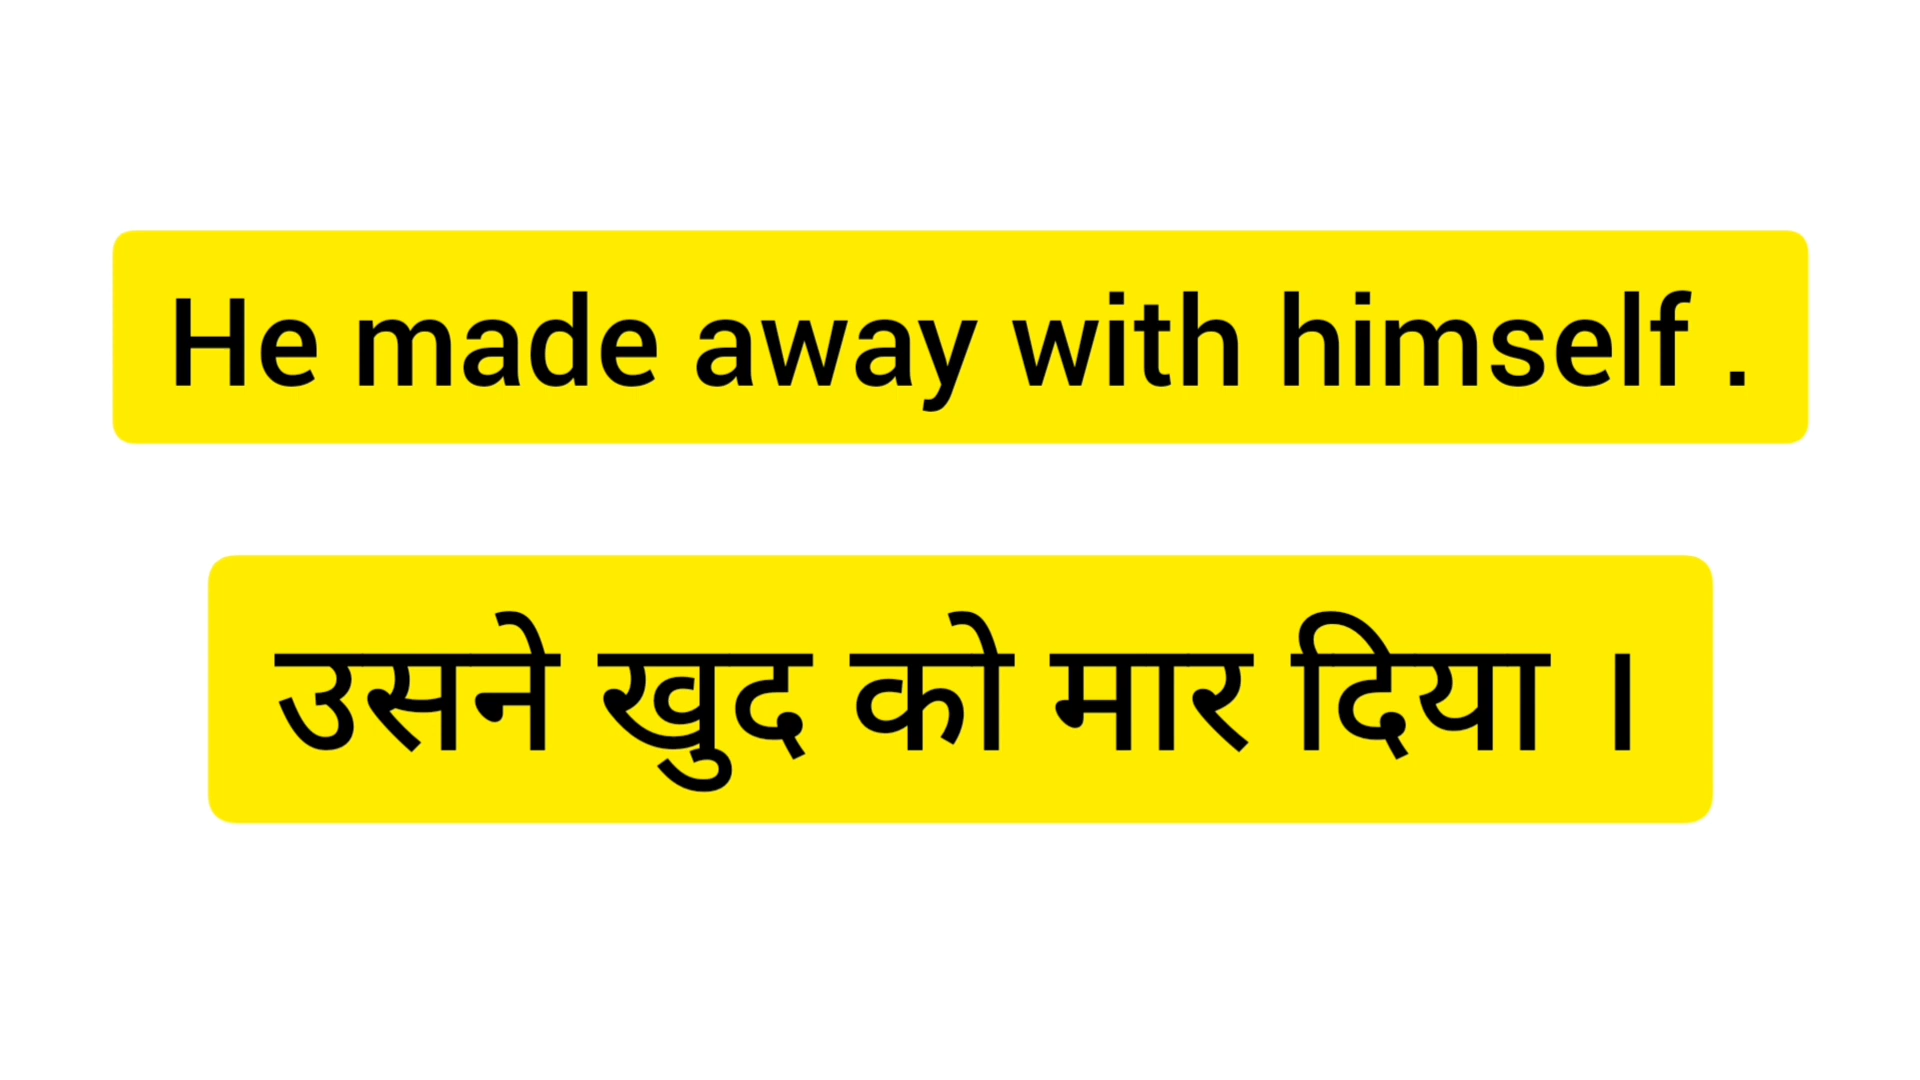 He made away with himself .
उसने खुद को मार दिया ।